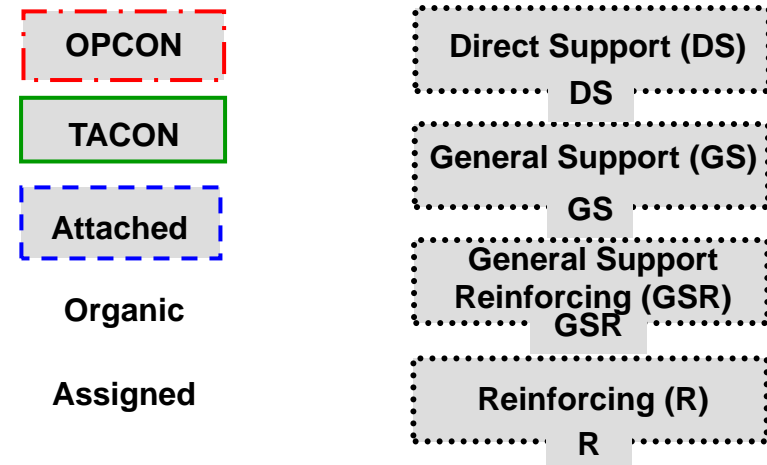 OPCON
TACON
Attached
Organic
Assigned
Direct Support (DS)
DS
General Support (GS)
GS
General Support
Reinforcing (GSR)
GSR
Reinforcing (R)
R